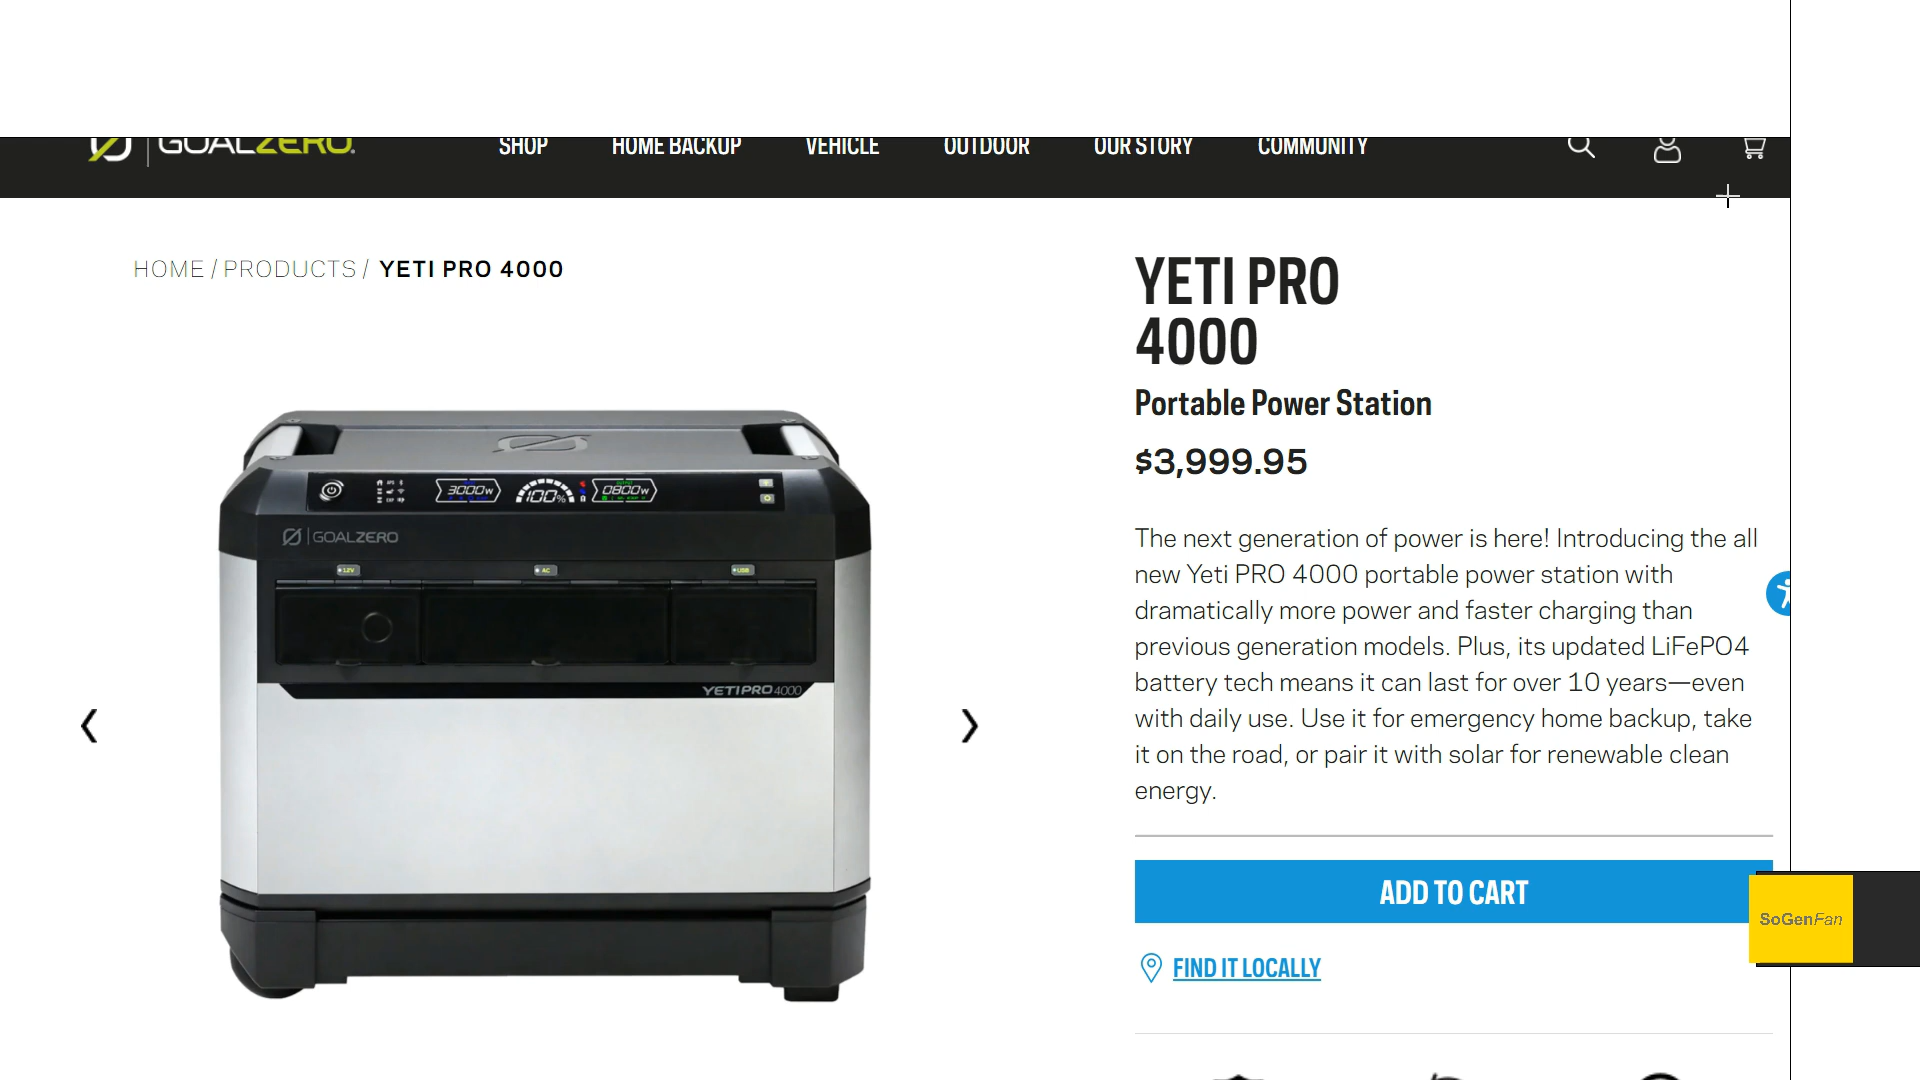 GOALZERO.
SHOP HOME BACKUP VEHICLE OUTDOOR OUR STORY COMMUNITY
HOME / PRODUCTS / YETI PRO 4000
YETI PRO
4000
Portable Power Station
$3,999.95
3000w
100%
0800w
GOALZERO
12V
AC
USB
YETI PRO 4000
The next generation of power is here! Introducing the all
new Yeti PRO 4000 portable power station with
dramatically more power and faster charging than
previous generation models. Plus, its updated LiFePO4
battery tech means it can last for over 10 years—even
with daily use. Use it for emergency home backup, take
it on the road, or pair it with solar for renewable clean
energy.
ADD TO CART
SoGenFan
FIND IT LOCALLY